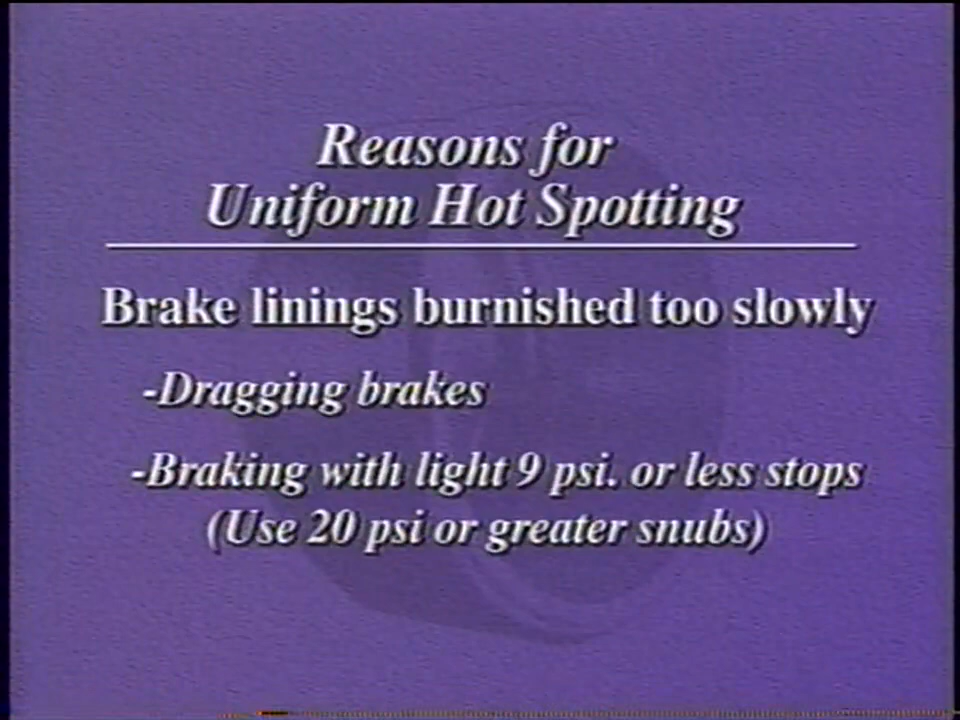 Reasons for
Uniform Hot Spotting
Brake linings burnished too slowly
-Dragging brakes
-Braking with light 9 psi. or less stops
(Use 20 psi or greater snubs)